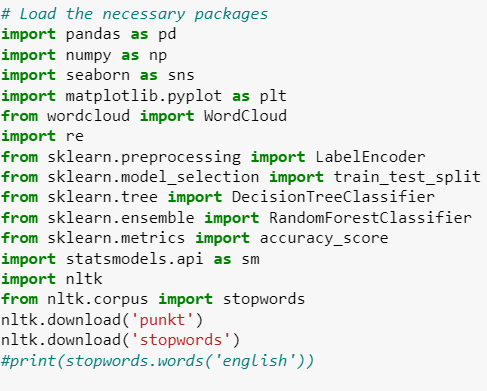 # Load the necessary packages
import pandas as pd
import numpy as np
import seaborn as sns
import matplotlib.pyplot as plt
from wordcloud import WordCloud
import re
from sklearn.preprocessing import LabelEncoder
from sklearn.model_selection import train_test_split
from sklearn.tree import DecisionTreeClassifier
from sklearn.ensemble import RandomForestClassifier
from sklearn.metrics import accuracy_score
import statsmodels.api as sm
import nltk
from nltk.corpus import stopwords
nltk.download('punkt')
nltk.download('stopwords')
#print(stopwords.words('english'))